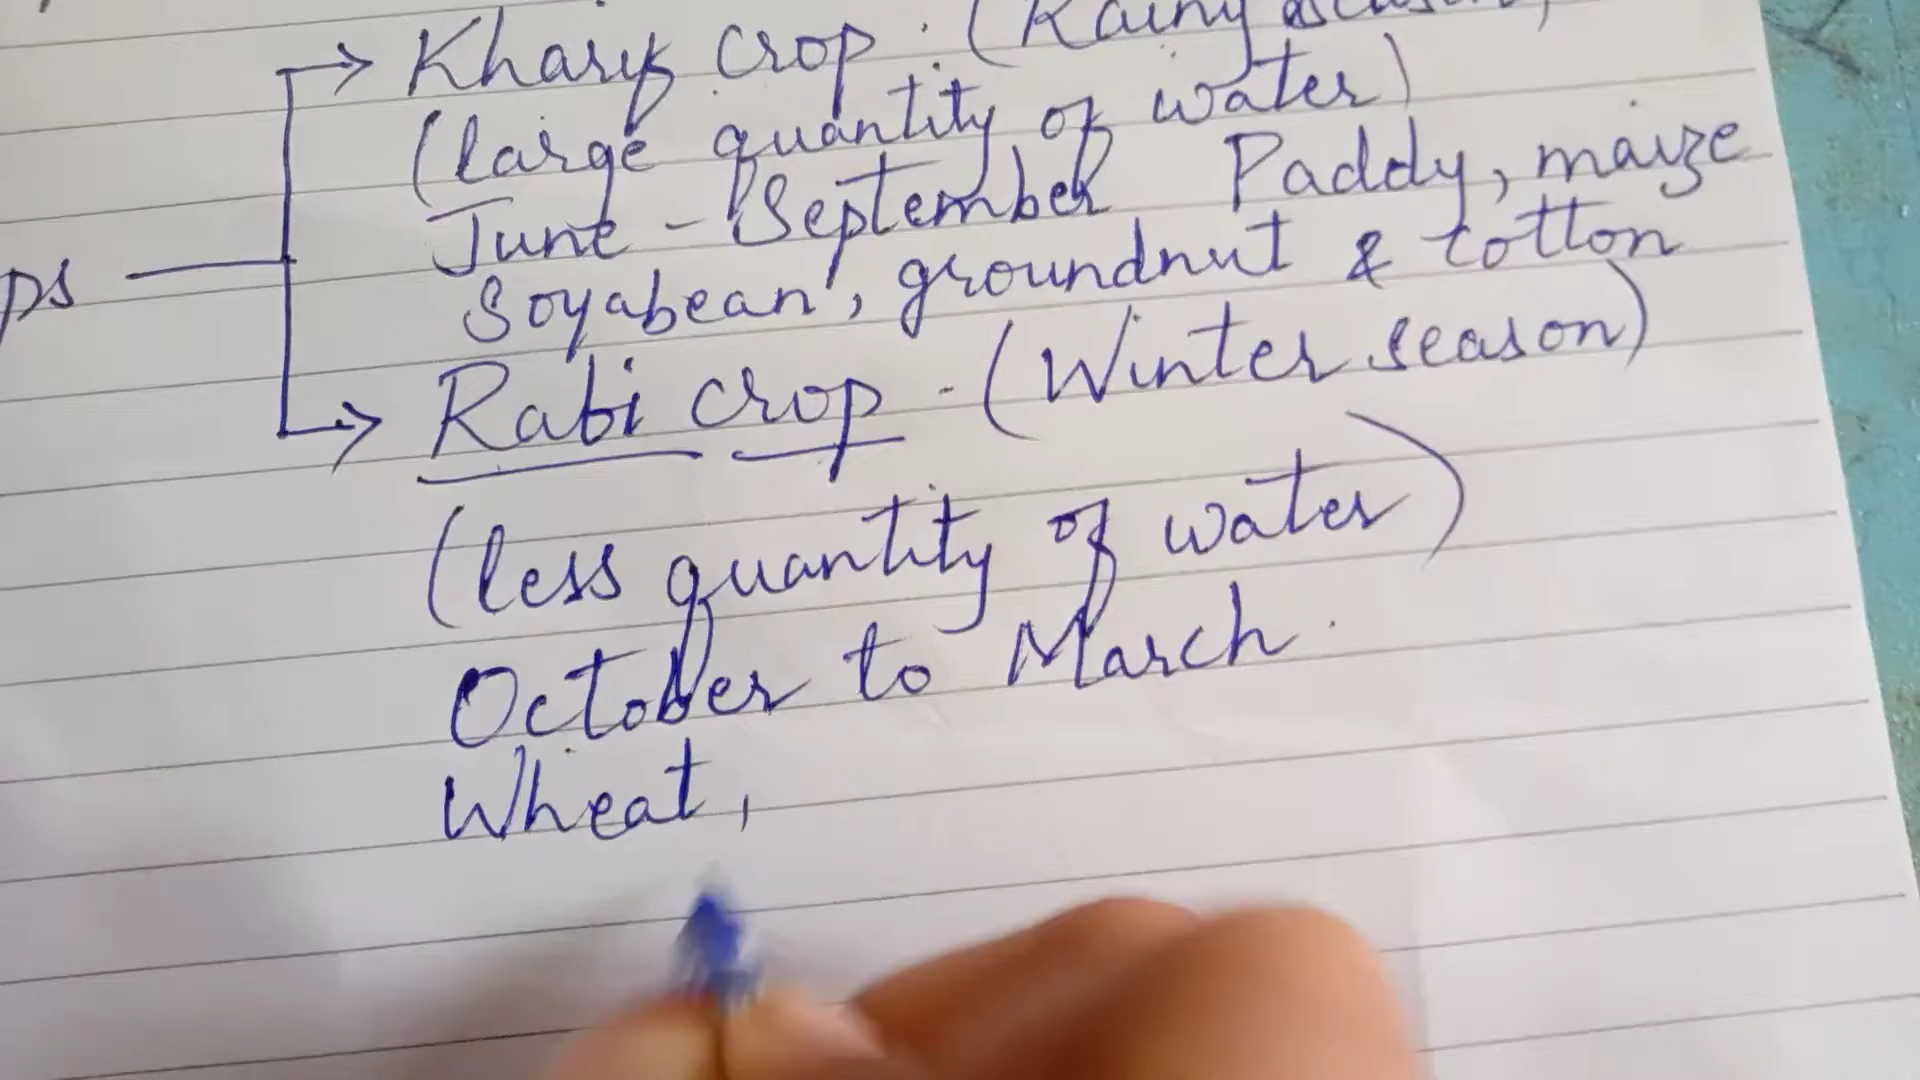 Kharif crop. (Rainy season)
(large quantity of water)
June - September Paddy, maize
Soyabean, groundnut & cotton
ps
Rabi crop - (Winter season)
(less quantity of water)
October to March.
Wheat,